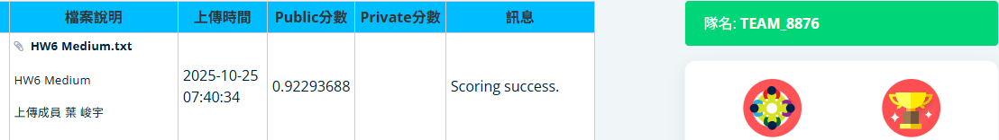 檔案說明 上傳時間 Public分數 Private分數 訊息
HW6 Medium.txt
HW6 Medium
上傳成員 葉 峻宇
2025-10-25
07:40:34
0.92293688
Scoring success.
隊名: TEAM_8876